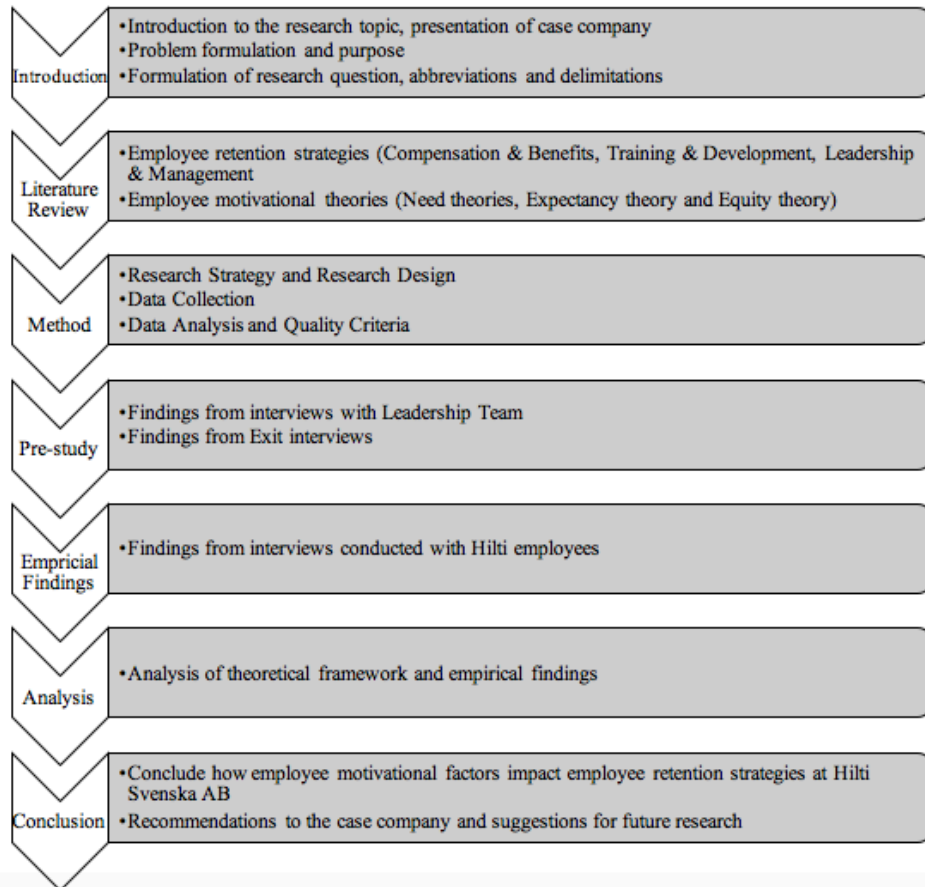 Introduction
•Introduction to the research topic, presentation of case company
•Problem formulation and purpose
•Formulation of research question, abbreviations and delimitations
Literature
Review
•Employee retention strategies (Compensation & Benefits, Training & Development, Leadership
& Management
•Employee motivational theories (Need theories, Expectancy theory and Equity theory)
Method
•Research Strategy and Research Design
•Data Collection
•Data Analysis and Quality Criteria
Pre-study
•Findings from interviews with Leadership Team
•Findings from Exit interviews
Empricial
Findings
•Findings from interviews conducted with Hilti employees
Analysis
•Analysis of theoretical framework and empirical findings
Conclusion
•Conclude how employee motivational factors impact employee retention strategies at Hilti
Svenska AB
•Recommendations to the case company and suggestions for future research